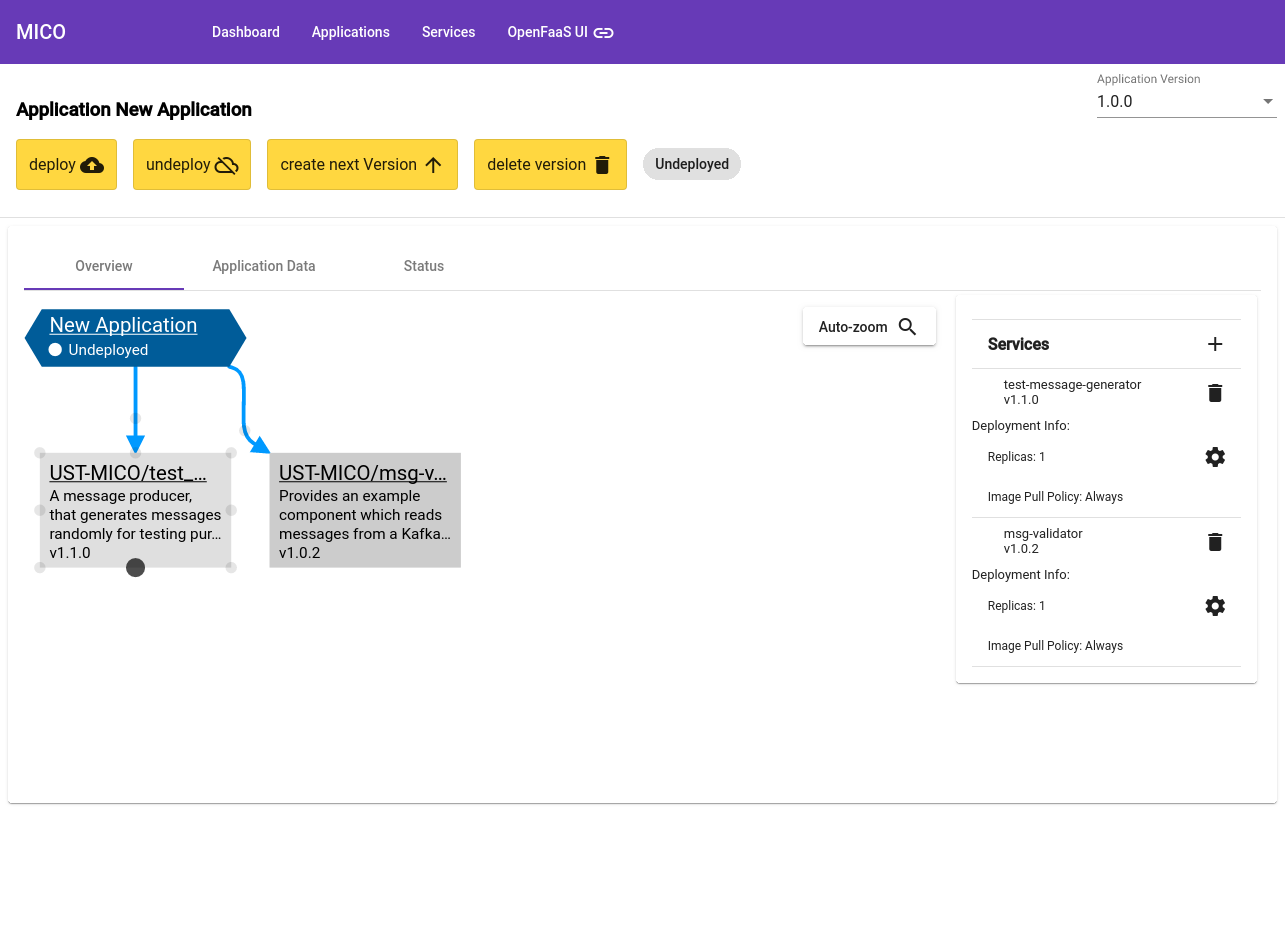 MICO
Dashboard
Applications
Services
OpenFaaS UI
Application Version
1.0.0
Application New Application
deploy
undeploy
create next Version
delete version
Undeployed
Overview
Application Data
Status
New Application
Undeployed
Auto-zoom
UST-MICO/test_...
A message producer,
that generates messages
randomly for testing pur...
v1.1.0
UST-MICO/msg-v...
Provides an example
component which reads
messages from a Kafka...
v1.0.2
Services
test-message-generator
v1.1.0
Deployment Info:
Replicas: 1
Image Pull Policy: Always
msg-validator
v1.0.2
Deployment Info:
Replicas: 1
Image Pull Policy: Always